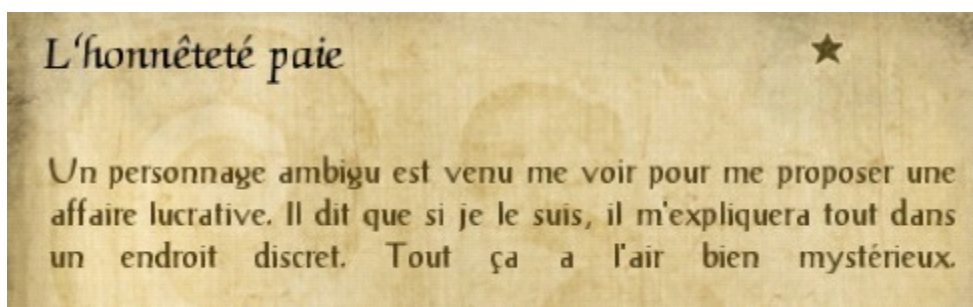 L'honnêteté paie
Un personnage ambigu est venu me voir pour me proposer une
affaire lucrative. Il dit que si je le suis, il m'expliquera tout dans
un endroit discret. Tout ça a l'air bien mystérieux.